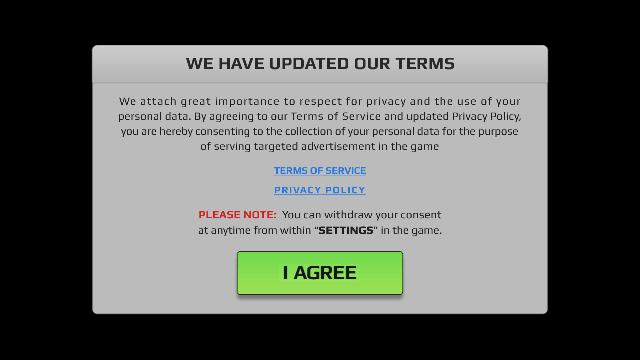 WE HAVE UPDATED OUR TERMS
We attach great importance to respect for privacy and the use of your
personal data. By agreeing to our Terms of Service and updated Privacy Policy,
you are hereby consenting to the collection of your personal data for the purpose
of serving targeted advertisement in the game
TERMS OF SERVICE
PRIVACY POLICY
PLEASE NOTE: You can withdraw your consent
at anytime from within "SETTINGS" in the game.
I AGREE